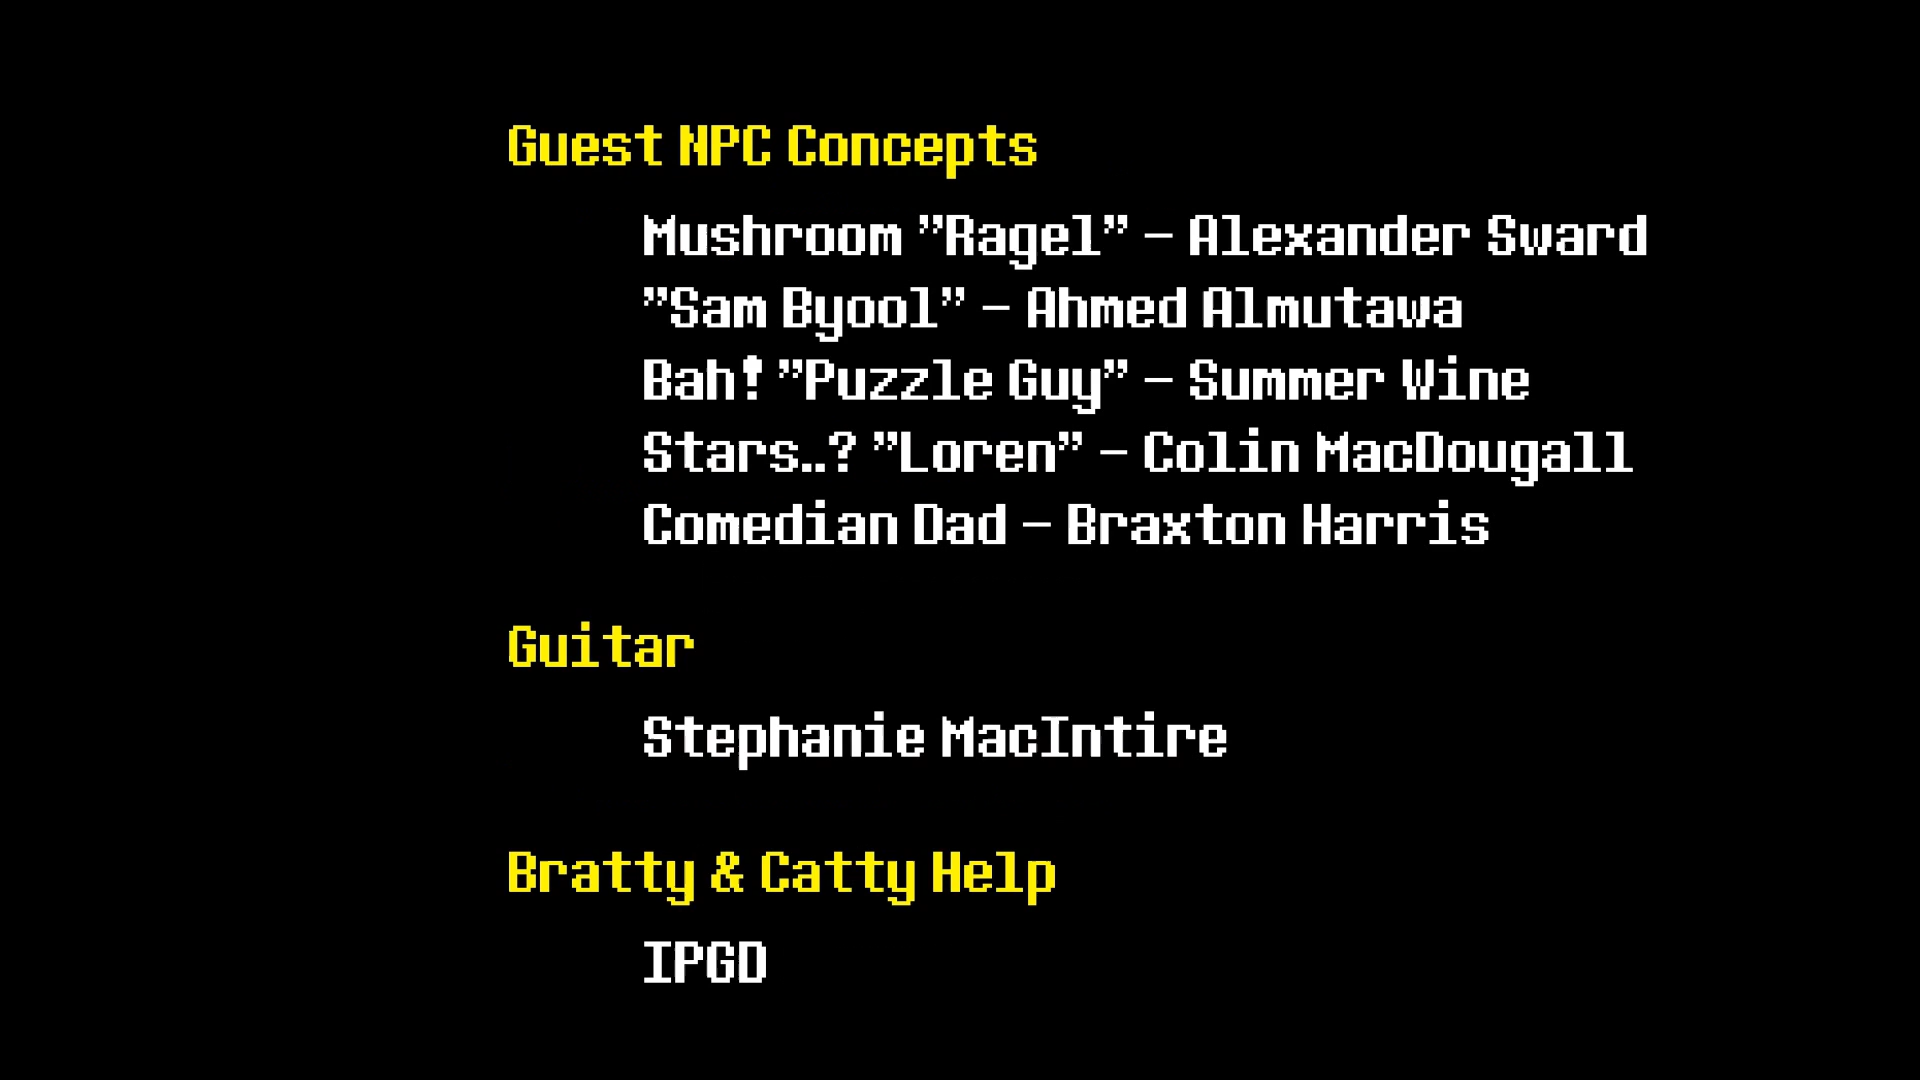 Guest NPC Concepts
Mushroom "Ragel" - Alexander Sward
"Sam Byool" - Ahmed Almutawa
Bah! "Puzzle Guy" - Summer Wine
Stars..? "Loren" - Colin MacDougall
Comedian Dad - Braxton Harris
Guitar
Stephanie MacIntire
Bratty & Catty Help
IPGD